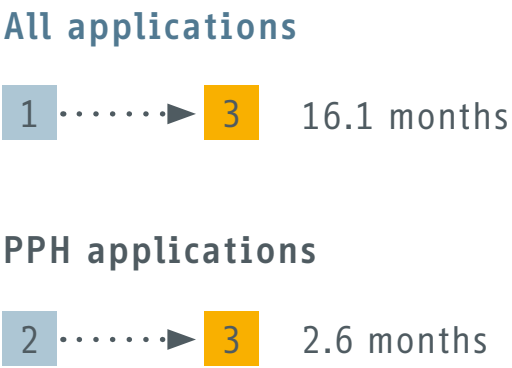 All applications
1 3 16.1 months
PPH applications
2 3 2.6 months